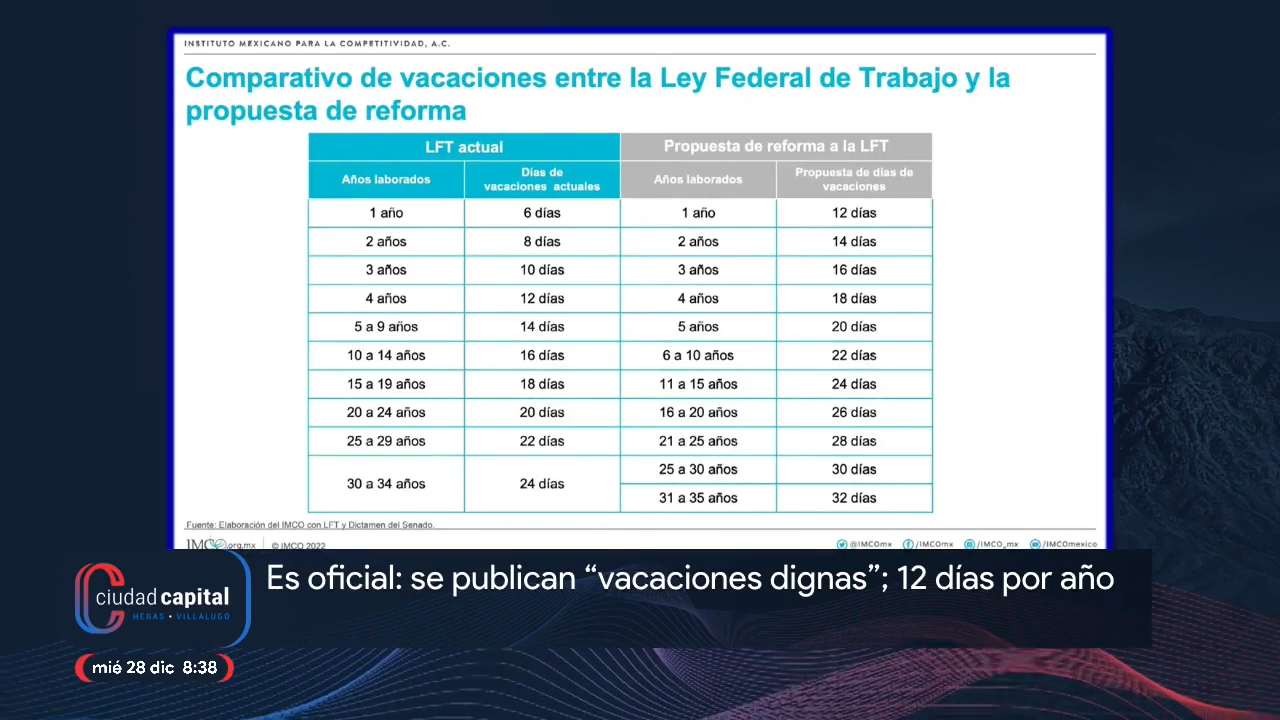 INSTITUTO MEXICANO PARA LA COMPETITIVIDAD, A.C.
Comparativo de vacaciones entre la Ley Federal de Trabajo y la
propuesta de reforma
LFT actual
Propuesta de reforma a la LFT
Años laborados
Días de
vacaciones actuales
Años laborados
Propuesta de días de
vacaciones
1 año 6 días 1 año 12 días
2 años 8 días 2 años 14 días
3 años 10 días 3 años 16 días
4 años 12 días 4 años 18 días
5 a 9 años 14 días 5 años 20 días
10 a 14 años 16 días 6 a 10 años 22 días
15 a 19 años 18 días 11 a 15 años 24 días
20 a 24 años 20 días 16 a 20 años 26 días
25 a 29 años 22 días 21 a 25 años 28 días
30 a 34 años 24 días 25 a 30 años 30 días
31 a 35 años 32 días
Fuente: Elaboración del IMCO con LFT y Dictamen del Senado.
IMCO.org.mx © IMCO 2022 @IMCOmx /IMCOmx /IMCO_mx /IMCOmexico
Es oficial: se publican “vacaciones dignas”; 12 días por año
ciudad capital
HERAS • VILLALUGO
mié 28 dic 8:38